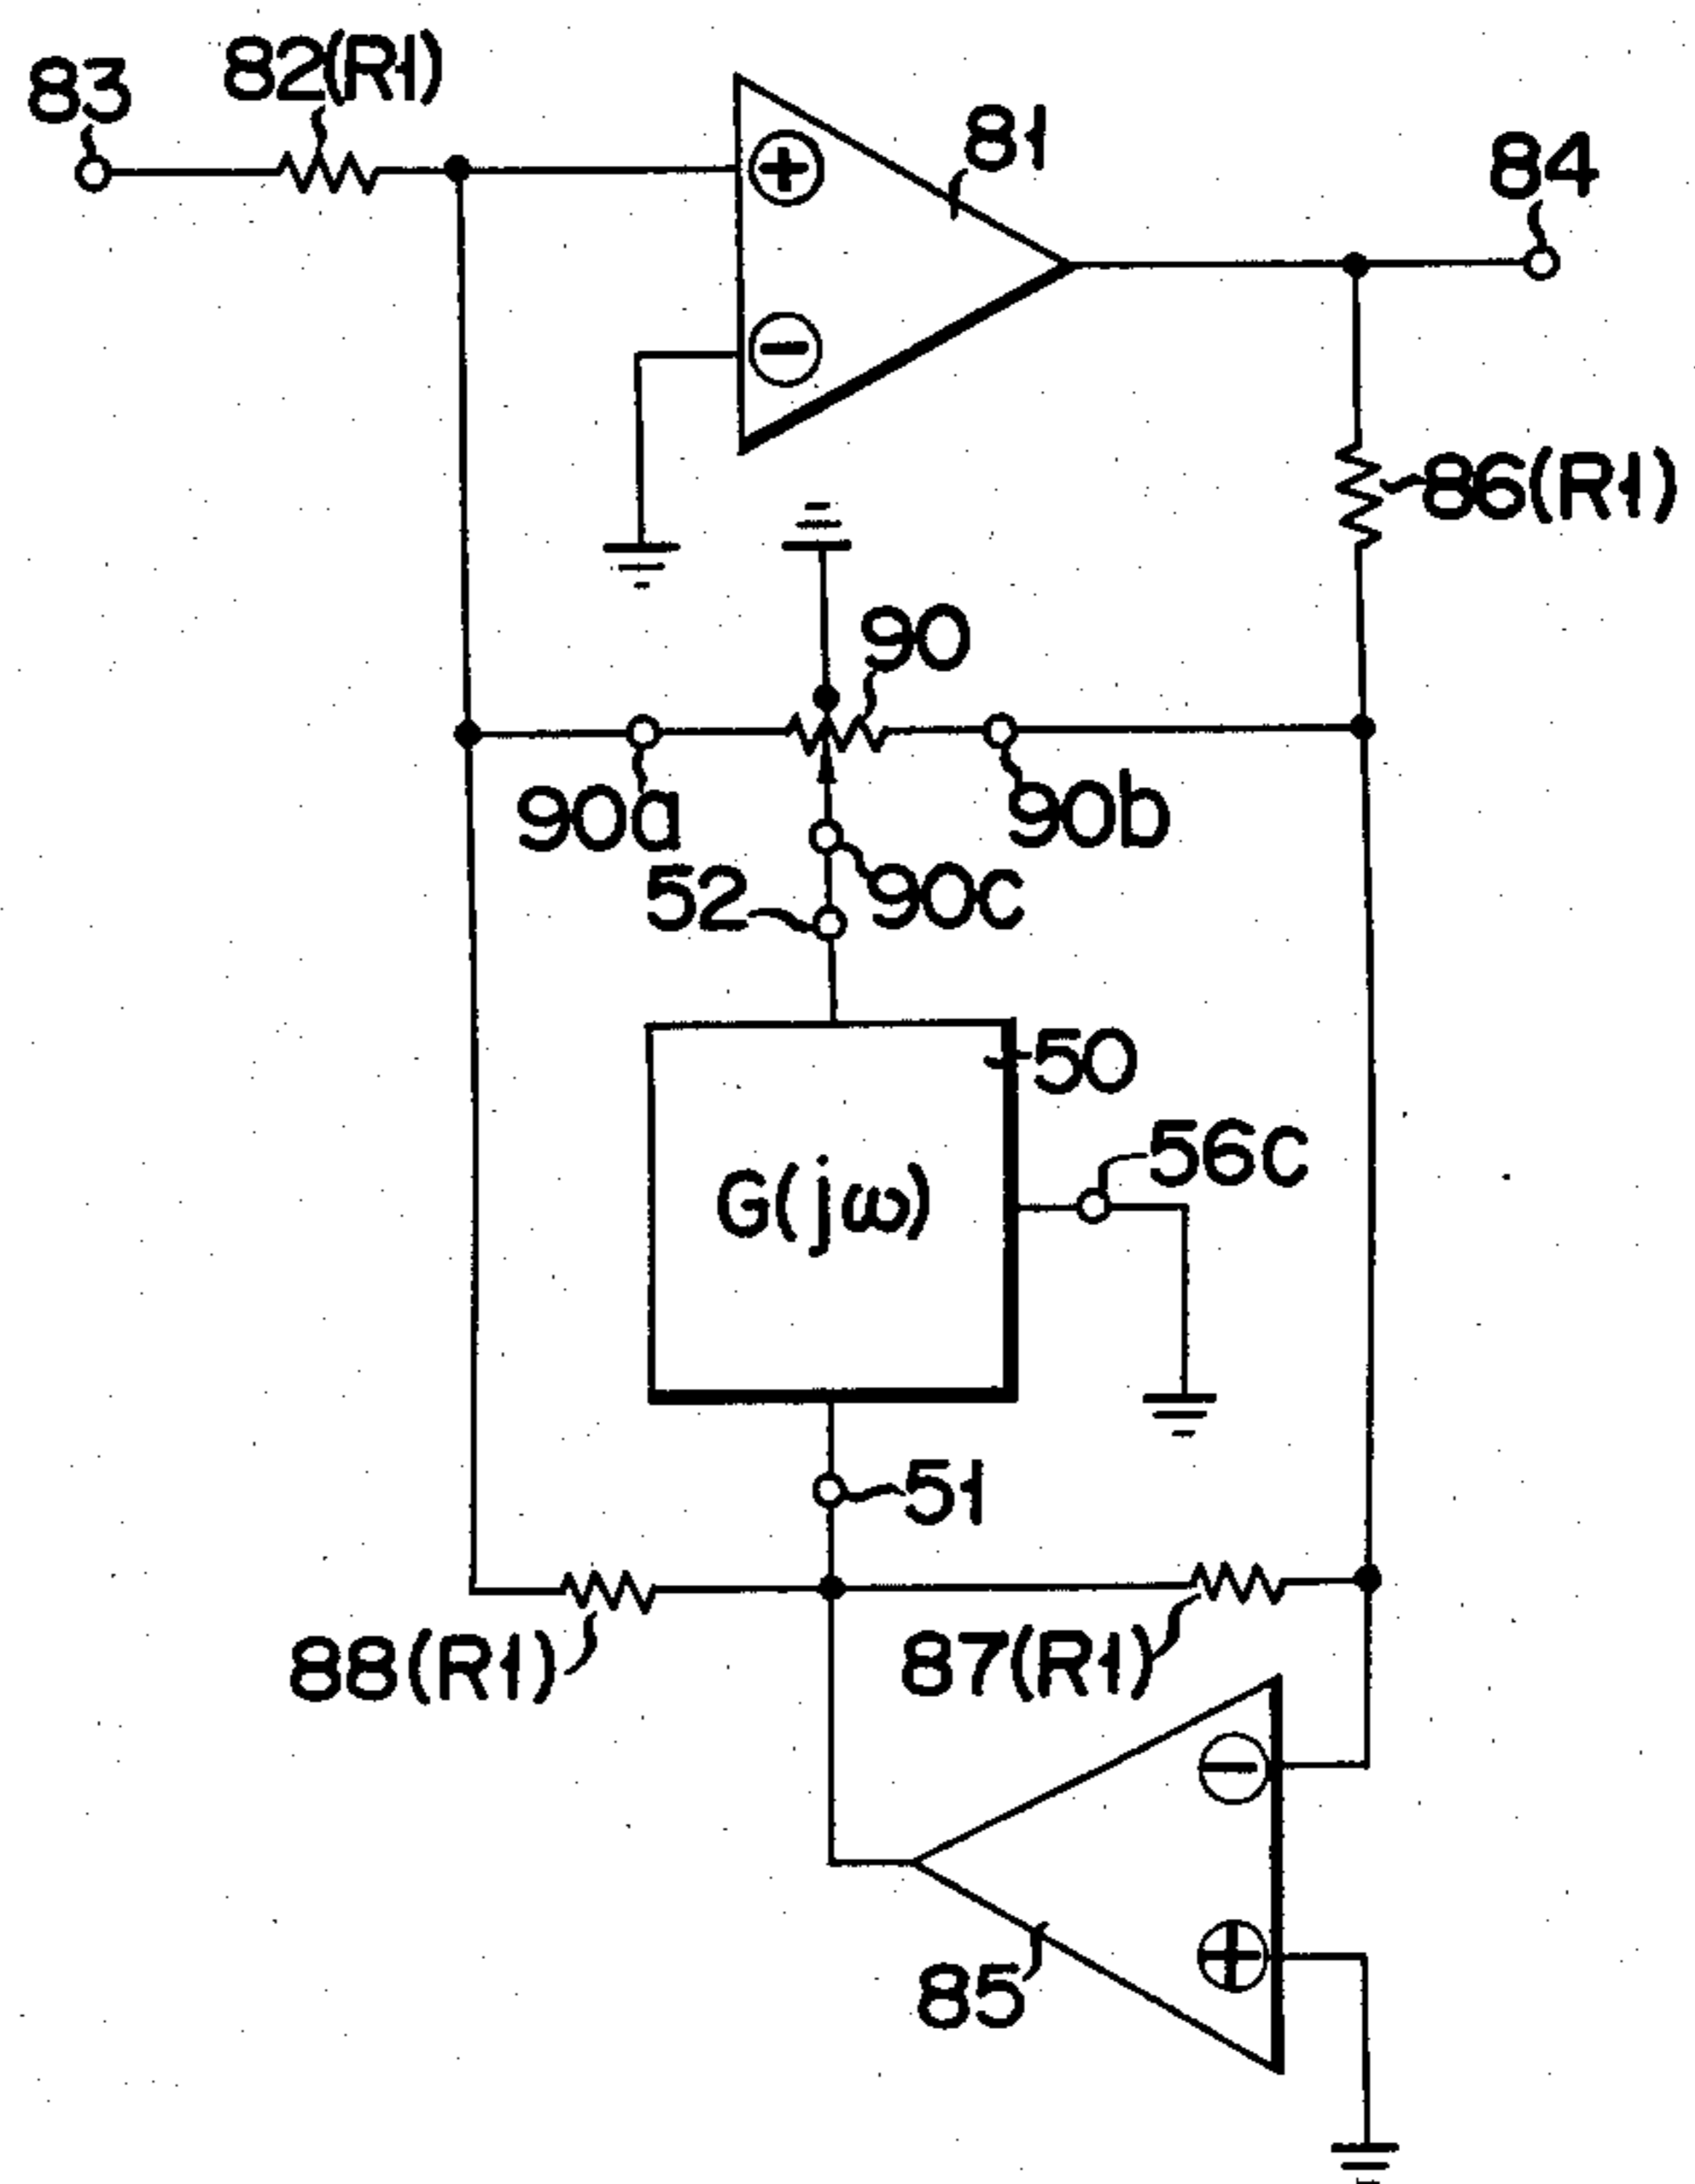 83
82(R1)
81
84
86(R1)
90
90a
90b
90c
52
50
56c
G(jω)
51
88(R1)
87(R1)
85